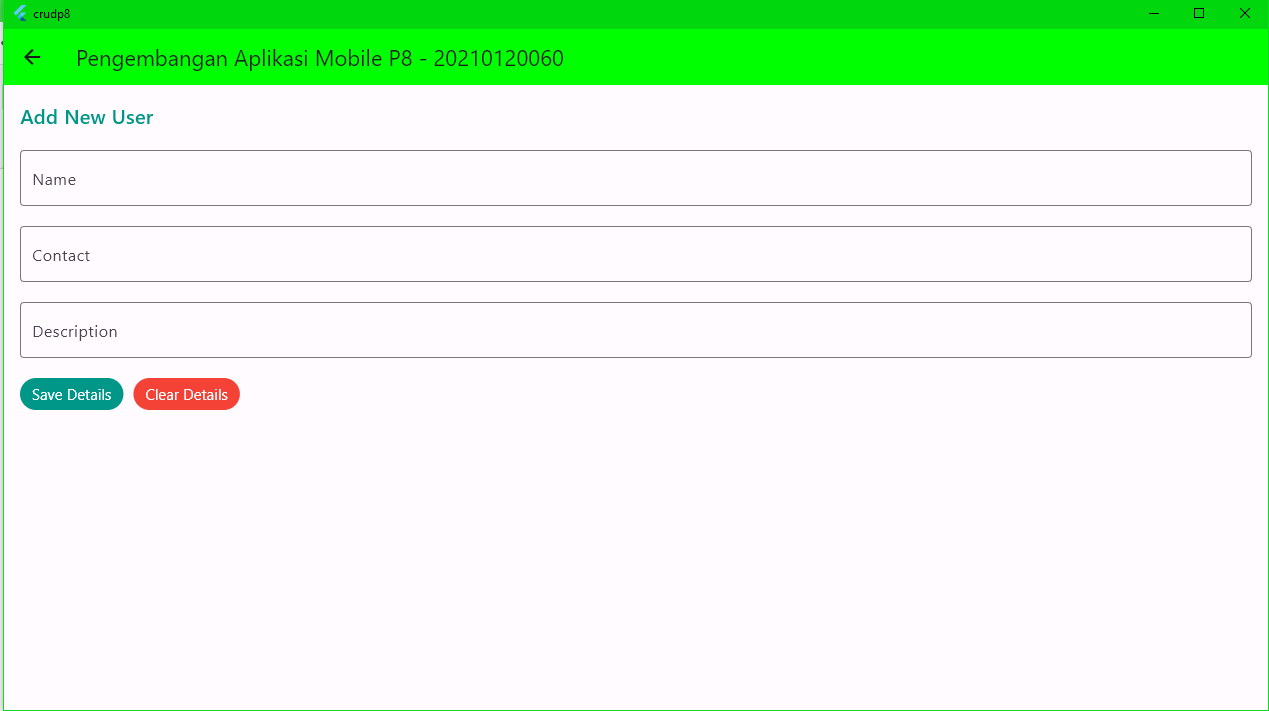 crudp8
Pengembangan Aplikasi Mobile P8 - 20210120060
Add New User
Name
Contact
Description
Save Details
Clear Details